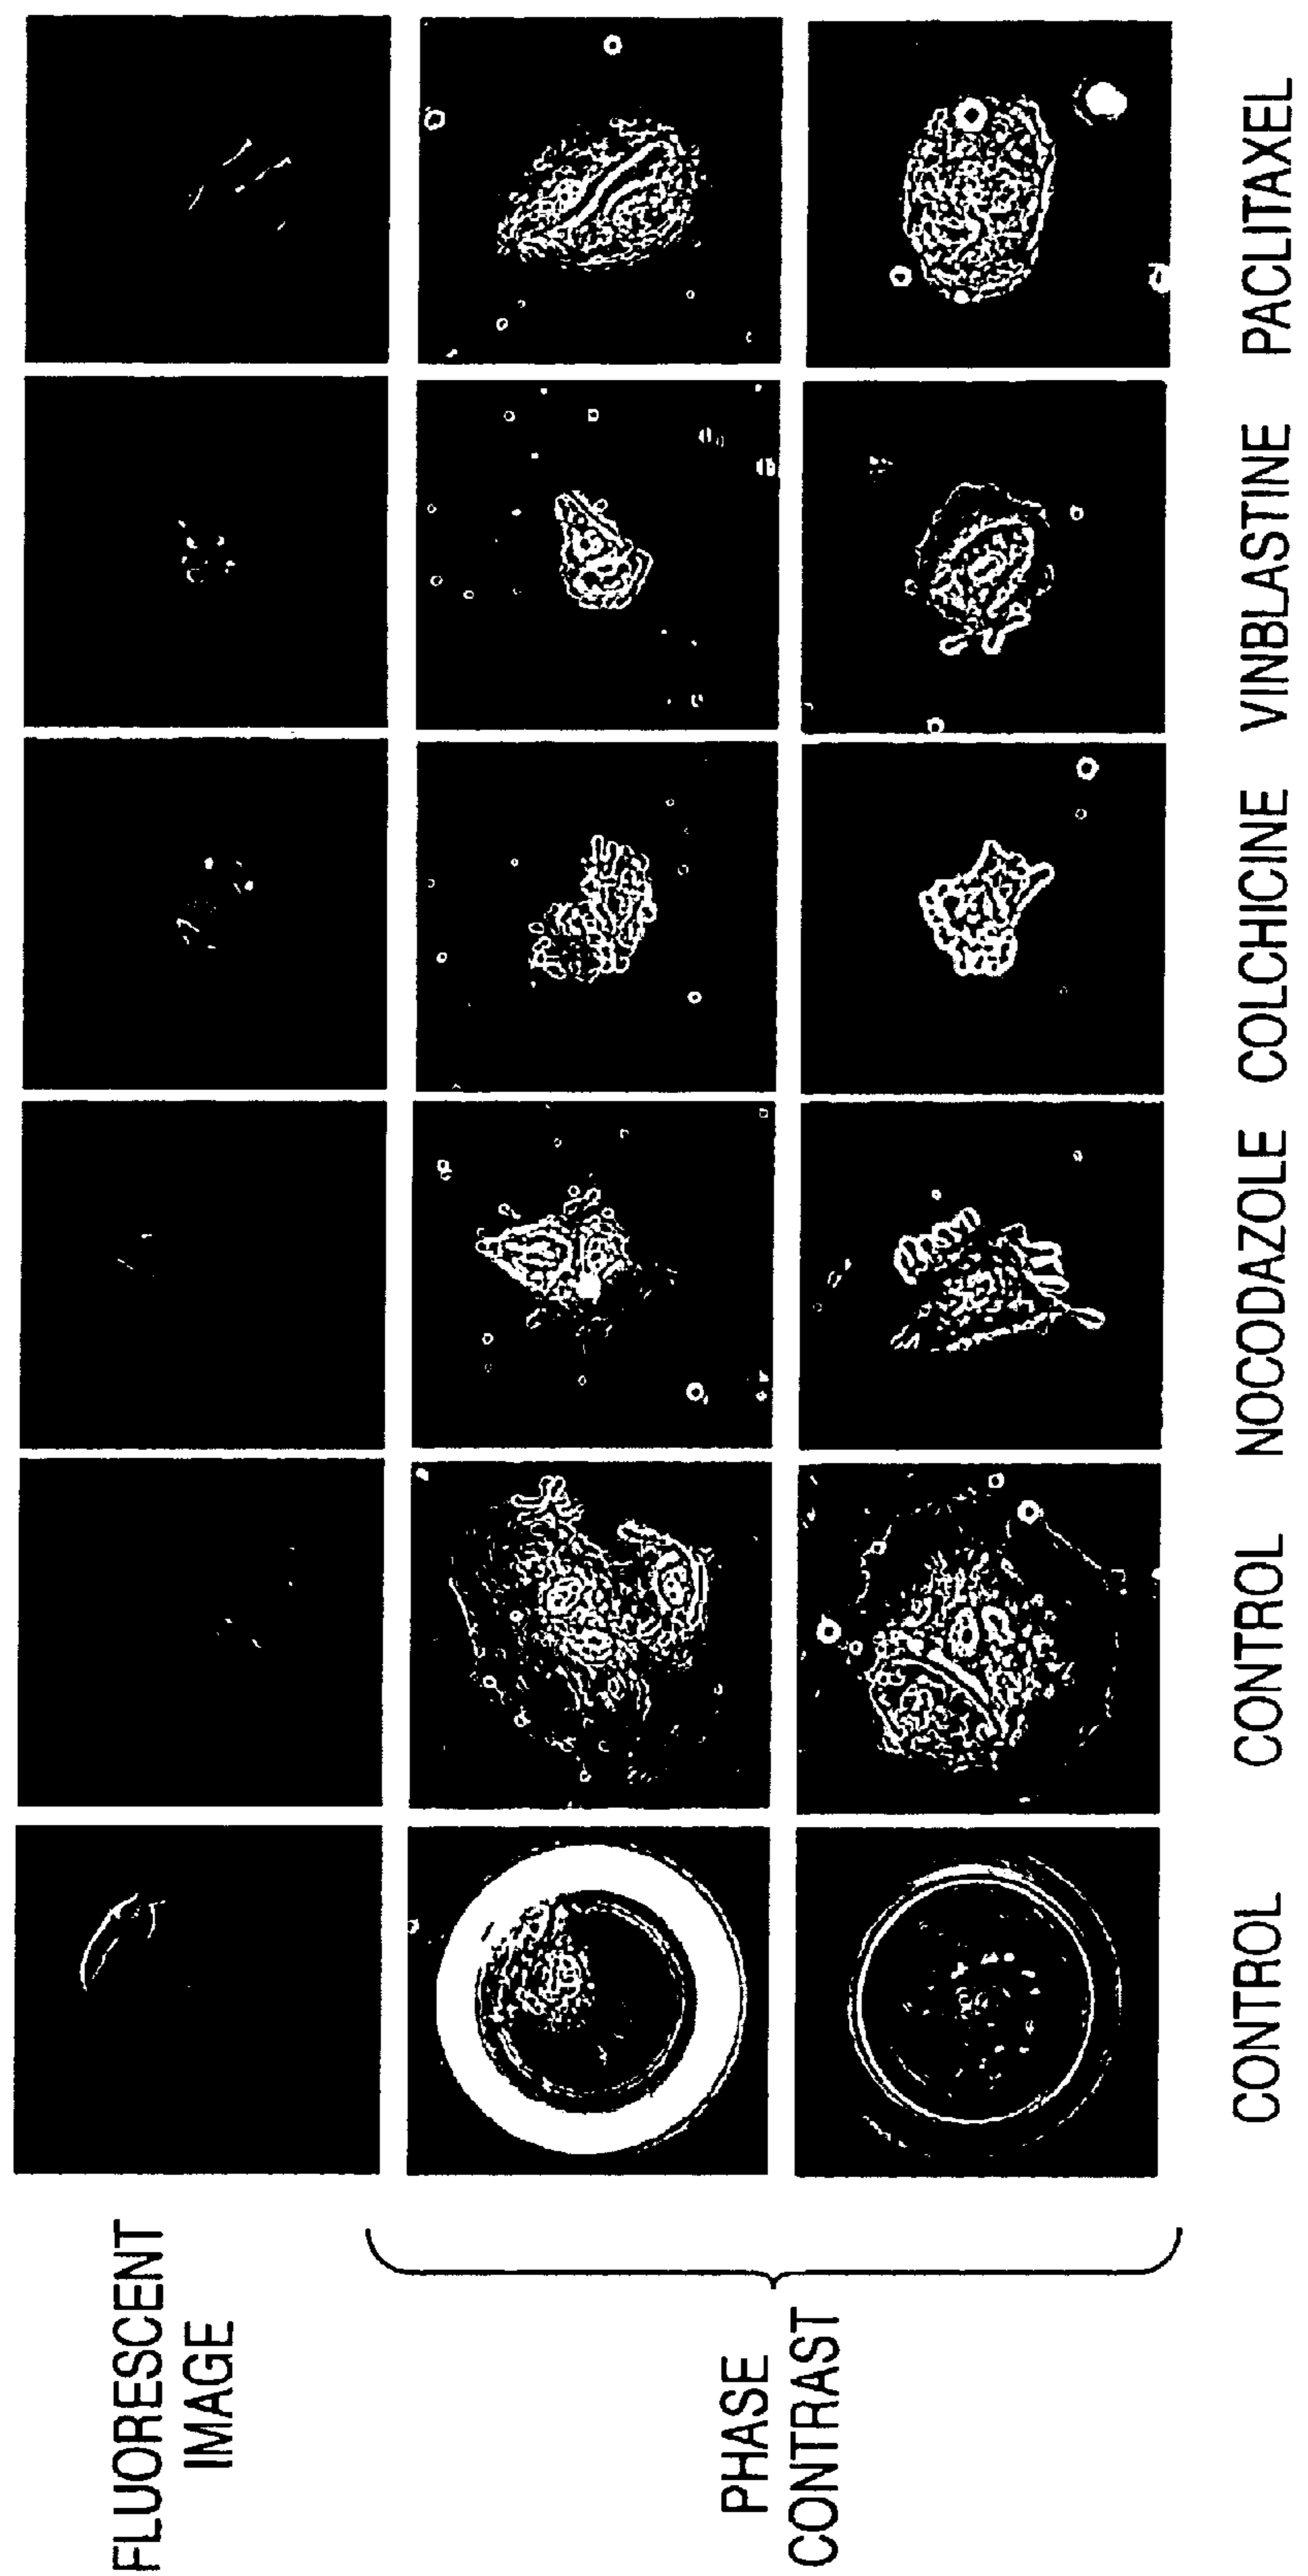 FLUORESCENT
IMAGE
PHASE
CONTRAST
CONTROL
CONTROL
NOCODAZOLE
COLCHICINE
VINBLASTINE
PACLITAXEL